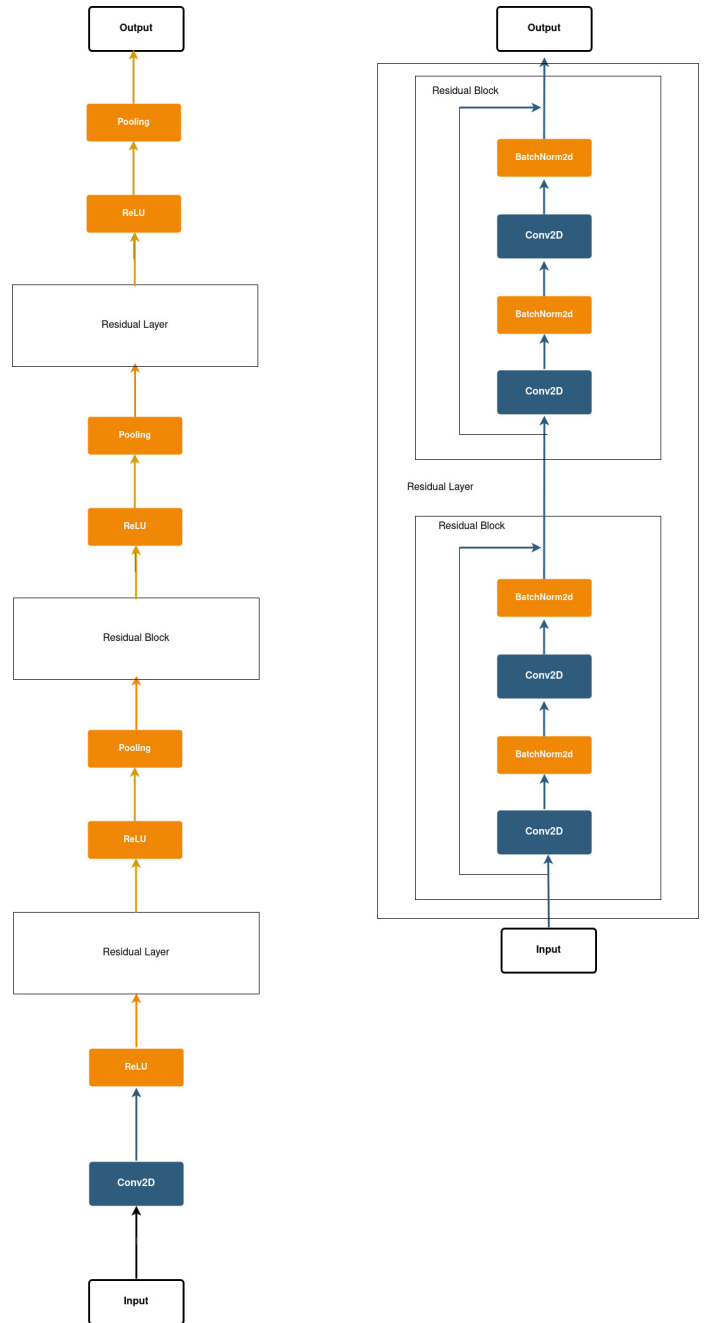 Output
Pooling
ReLU
Residual Layer
Pooling
ReLU
Residual Block
Pooling
ReLU
Residual Layer
ReLU
Conv2D
Input
Output
Residual Block
BatchNorm2d
Conv2D
BatchNorm2d
Conv2D
Residual Layer
Residual Block
BatchNorm2d
Conv2D
BatchNorm2d
Conv2D
Input